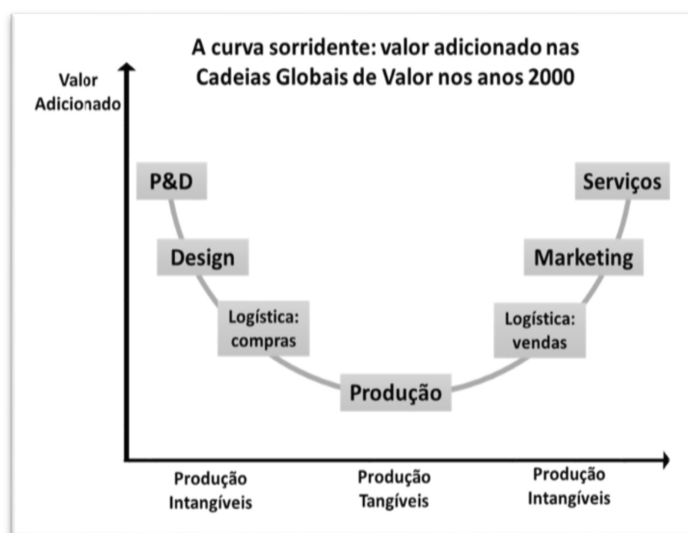 A curva sorridente: valor adicionado nas
Cadeias Globais de Valor nos anos 2000
Valor
Adicionado
P&D
Serviços
Design
Marketing
Logística:
compras
Logística:
vendas
Produção
Produção
Intangíveis
Produção
Tangíveis
Produção
Intangíveis